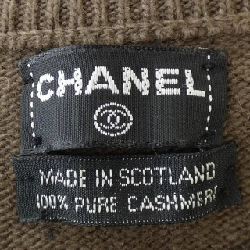 CHANEL
MADE IN SCOTLAND
100% PURE CASHMERE